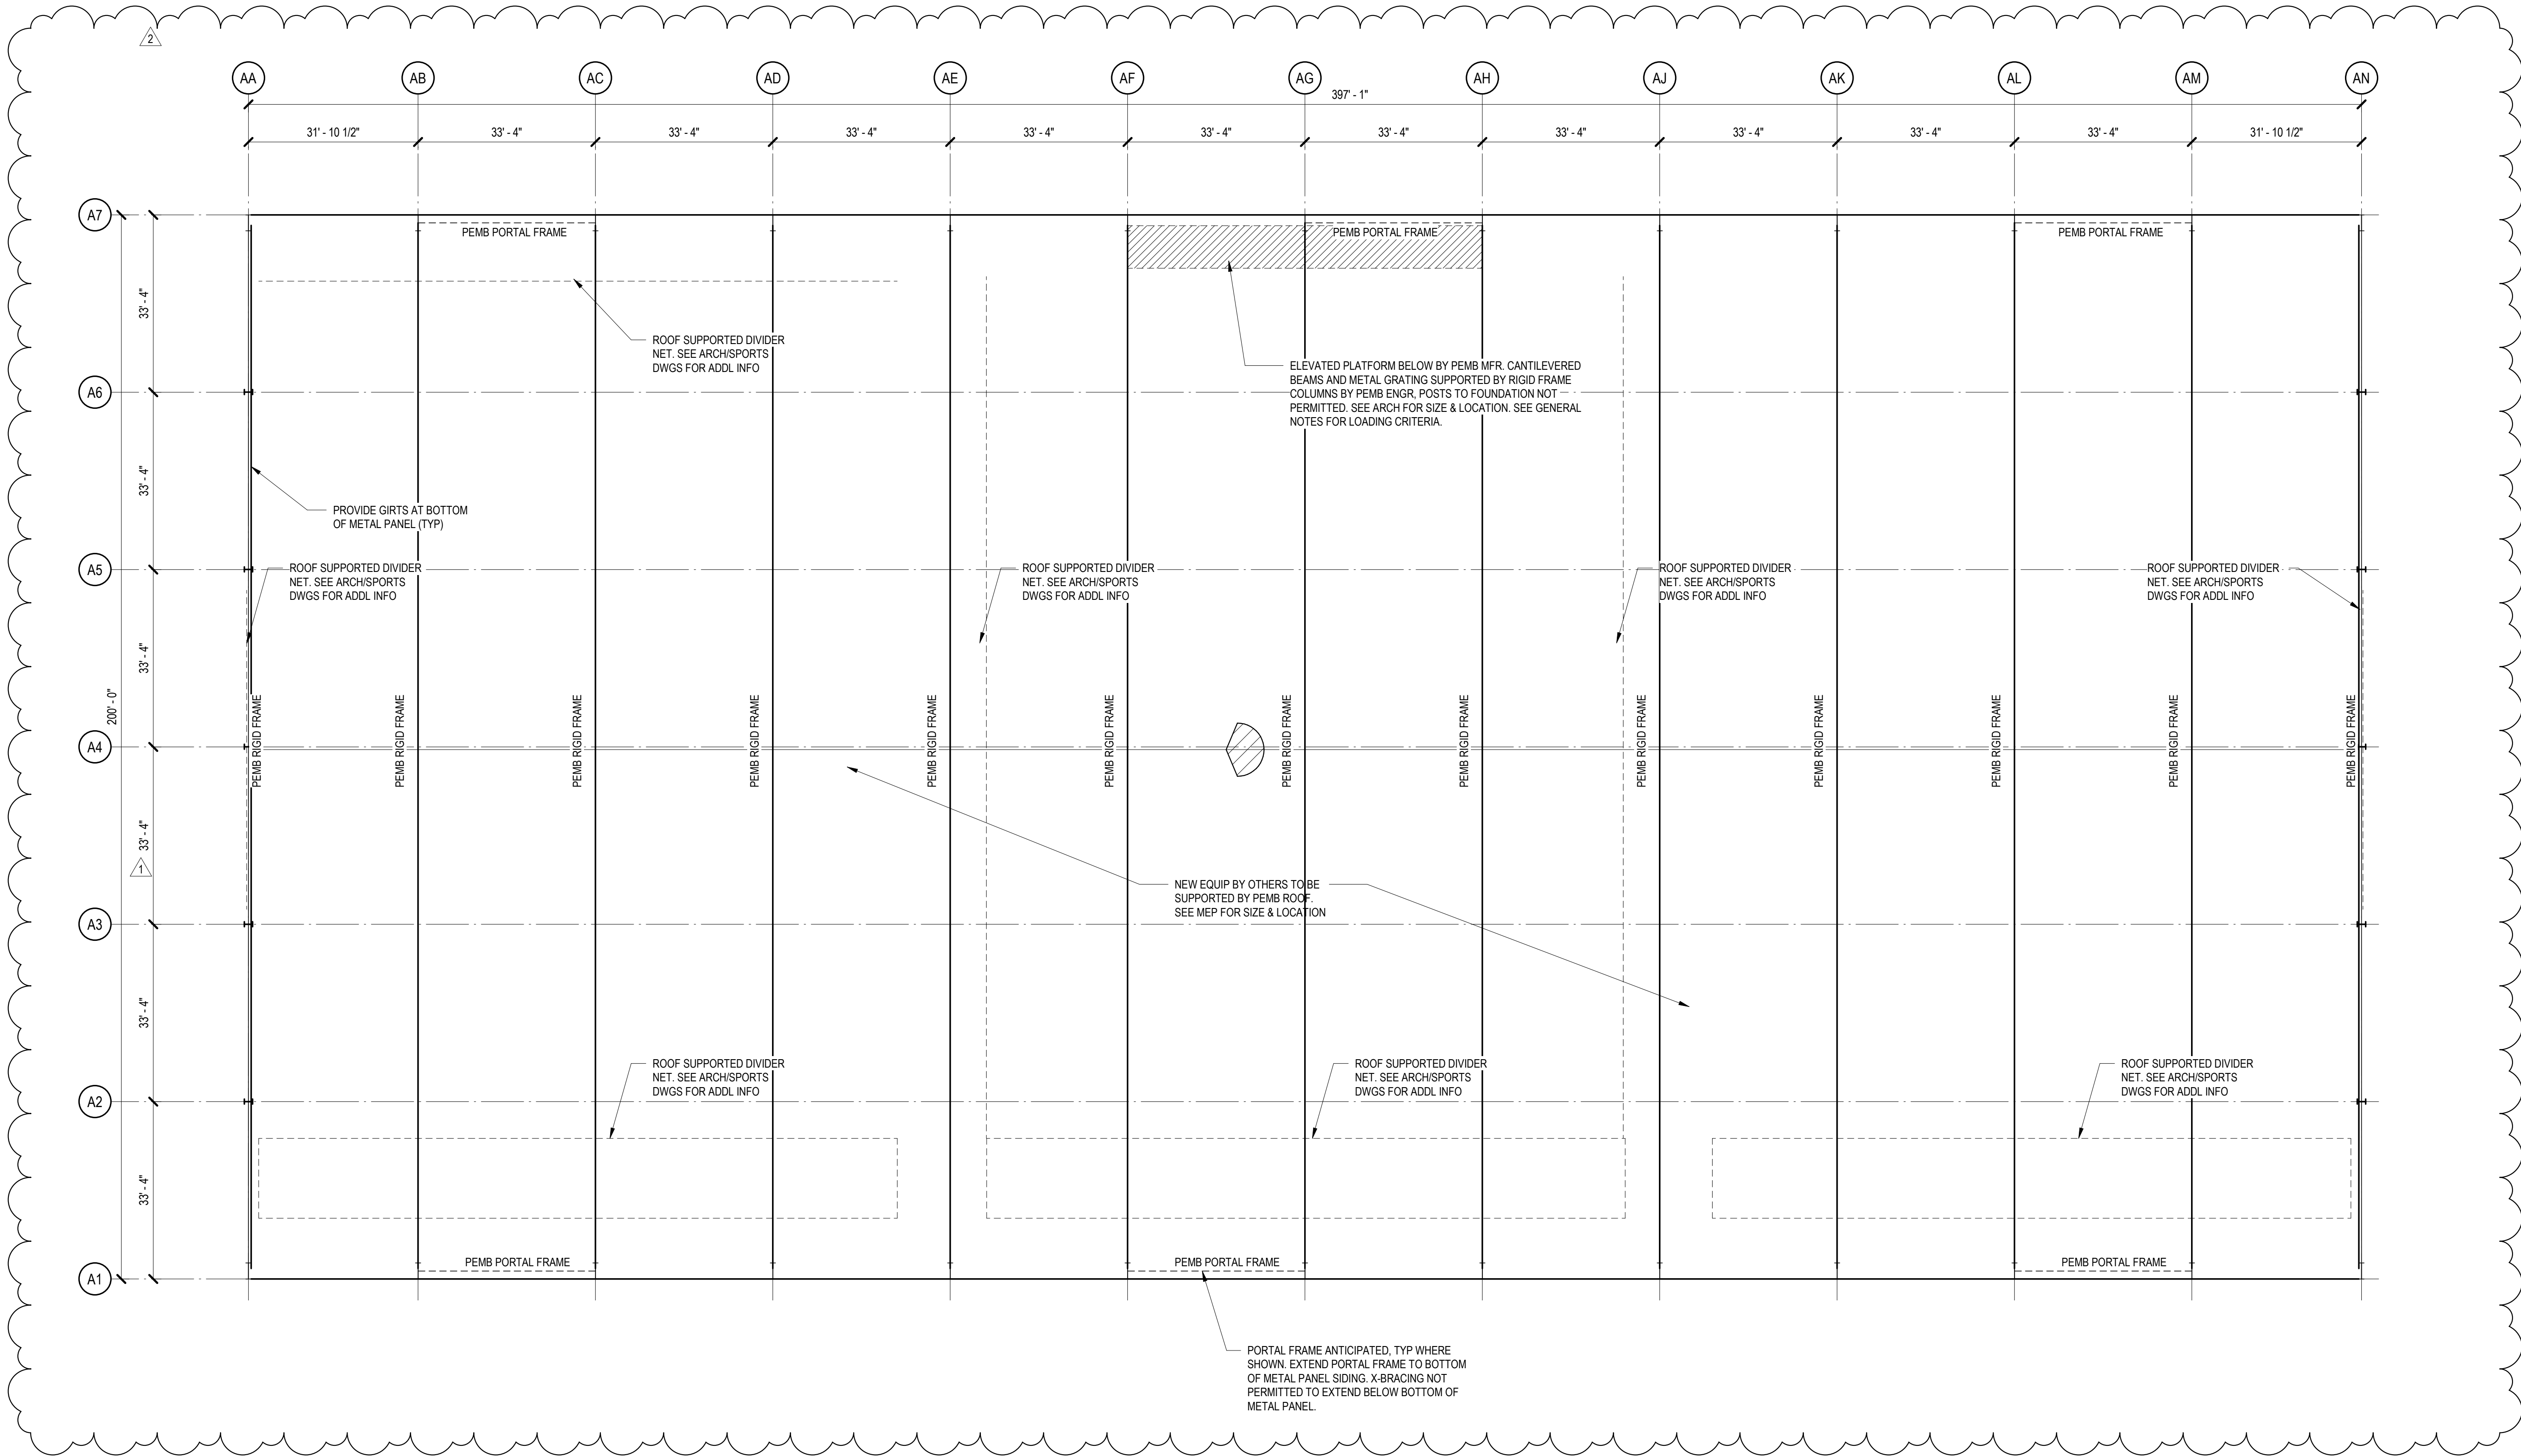 2
AA
AB
AC
AD
AE
AF
AG
AH
AJ
AK
AL
AM
AN
397' - 1"
31' - 10 1/2"
33' - 4"
33' - 4"
33' - 4"
33' - 4"
33' - 4"
33' - 4"
33' - 4"
33' - 4"
33' - 4"
33' - 4"
31' - 10 1/2"
A7
PEMB PORTAL FRAME
PEMB PORTAL FRAME
PEMB PORTAL FRAME
33' - 4"
ROOF SUPPORTED DIVIDER
NET. SEE ARCH/SPORTS
DWGS FOR ADDL INFO
ELEVATED PLATFORM BELOW BY PEMB MFR. CANTILEVERED
BEAMS AND METAL GRATING SUPPORTED BY RIGID FRAME
COLUMNS BY PEMB ENGR, POSTS TO FOUNDATION NOT
PERMITTED. SEE ARCH FOR SIZE & LOCATION. SEE GENERAL
NOTES FOR LOADING CRITERIA.
A6
33' - 4"
PROVIDE GIRTS AT BOTTOM
OF METAL PANEL (TYP)
A5
ROOF SUPPORTED DIVIDER
NET. SEE ARCH/SPORTS
DWGS FOR ADDL INFO
ROOF SUPPORTED DIVIDER
NET. SEE ARCH/SPORTS
DWGS FOR ADDL INFO
ROOF SUPPORTED DIVIDER
NET. SEE ARCH/SPORTS
DWGS FOR ADDL INFO
ROOF SUPPORTED DIVIDER
NET. SEE ARCH/SPORTS
DWGS FOR ADDL INFO
33' - 4"
200' - 0"
A4
PEMB RIGID FRAME
PEMB RIGID FRAME
PEMB RIGID FRAME
PEMB RIGID FRAME
PEMB RIGID FRAME
PEMB RIGID FRAME
PEMB RIGID FRAME
PEMB RIGID FRAME
PEMB RIGID FRAME
PEMB RIGID FRAME
PEMB RIGID FRAME
PEMB RIGID FRAME
PEMB RIGID FRAME
33' - 4"
1
NEW EQUIP BY OTHERS TO BE
SUPPORTED BY PEMB ROOF.
SEE MEP FOR SIZE & LOCATION
A3
33' - 4"
ROOF SUPPORTED DIVIDER
NET. SEE ARCH/SPORTS
DWGS FOR ADDL INFO
ROOF SUPPORTED DIVIDER
NET. SEE ARCH/SPORTS
DWGS FOR ADDL INFO
ROOF SUPPORTED DIVIDER
NET. SEE ARCH/SPORTS
DWGS FOR ADDL INFO
A2
33' - 4"
PEMB PORTAL FRAME
PEMB PORTAL FRAME
PEMB PORTAL FRAME
A1
PORTAL FRAME ANTICIPATED, TYP WHERE
SHOWN. EXTEND PORTAL FRAME TO BOTTOM
OF METAL PANEL SIDING. X-BRACING NOT
PERMITTED TO EXTEND BELOW BOTTOM OF
METAL PANEL.